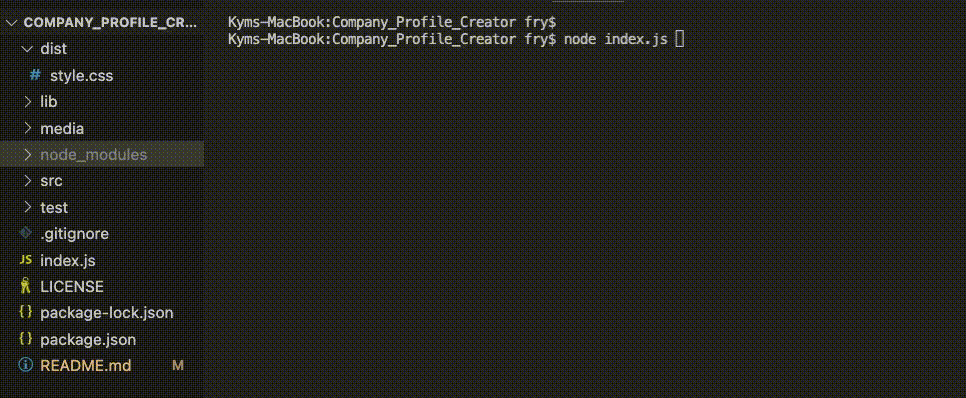 COMPANY_PROFILE_CR...
dist
# style.css
lib
media
node_modules
src
test
.gitignore
JS index.js
LICENSE
{} package-lock.json
{} package.json
README.md M
Kyms-MacBook:Company_Profile_Creator fry$
Kyms-MacBook:Company_Profile_Creator fry$ node index.js